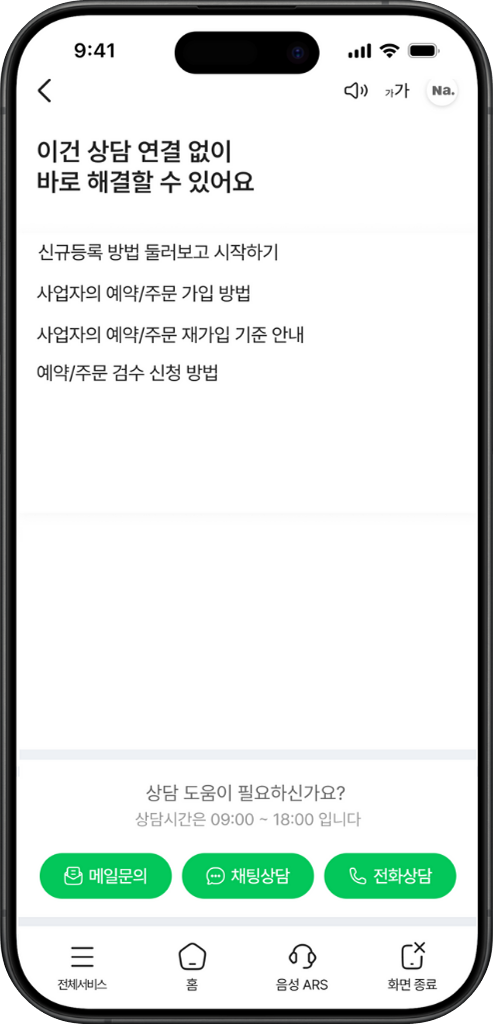 9:41
가가
Na.
이건 상담 연결 없이
바로 해결할 수 있어요
신규등록 방법 둘러보고 시작하기
사업자의 예약/주문 가입 방법
사업자의 예약/주문 재가입 기준 안내
예약/주문 검수 신청 방법
상담 도움이 필요하신가요?
상담시간은 09:00 ~ 18:00 입니다
메일문의
채팅상담
전화상담
전체서비스
홈
음성 ARS
화면 종료